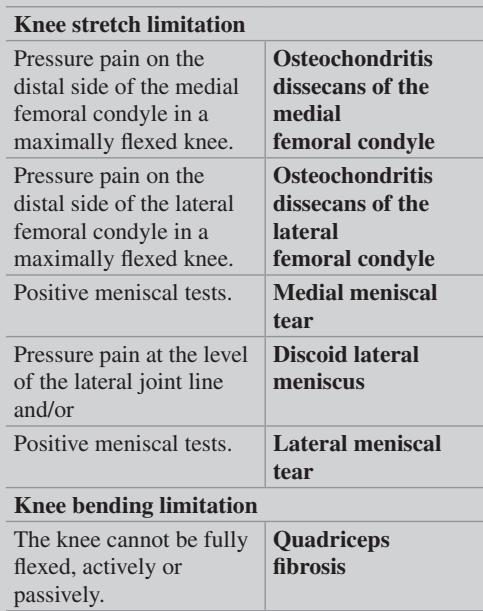 Knee stretch limitation
Pressure pain on the
distal side of the medial
femoral condyle in a
maximally flexed knee.
Osteochondritis
dissecans of the
medial
femoral condyle
Pressure pain on the
distal side of the lateral
femoral condyle in a
maximally flexed knee.
Osteochondritis
dissecans of the
lateral
femoral condyle
Positive meniscal tests.
Medial meniscal
tear
Pressure pain at the level
of the lateral joint line
and/or
Discoid lateral
meniscus
Positive meniscal tests.
Lateral meniscal
tear
Knee bending limitation
The knee cannot be fully
flexed, actively or
passively.
Quadriceps
fibrosis